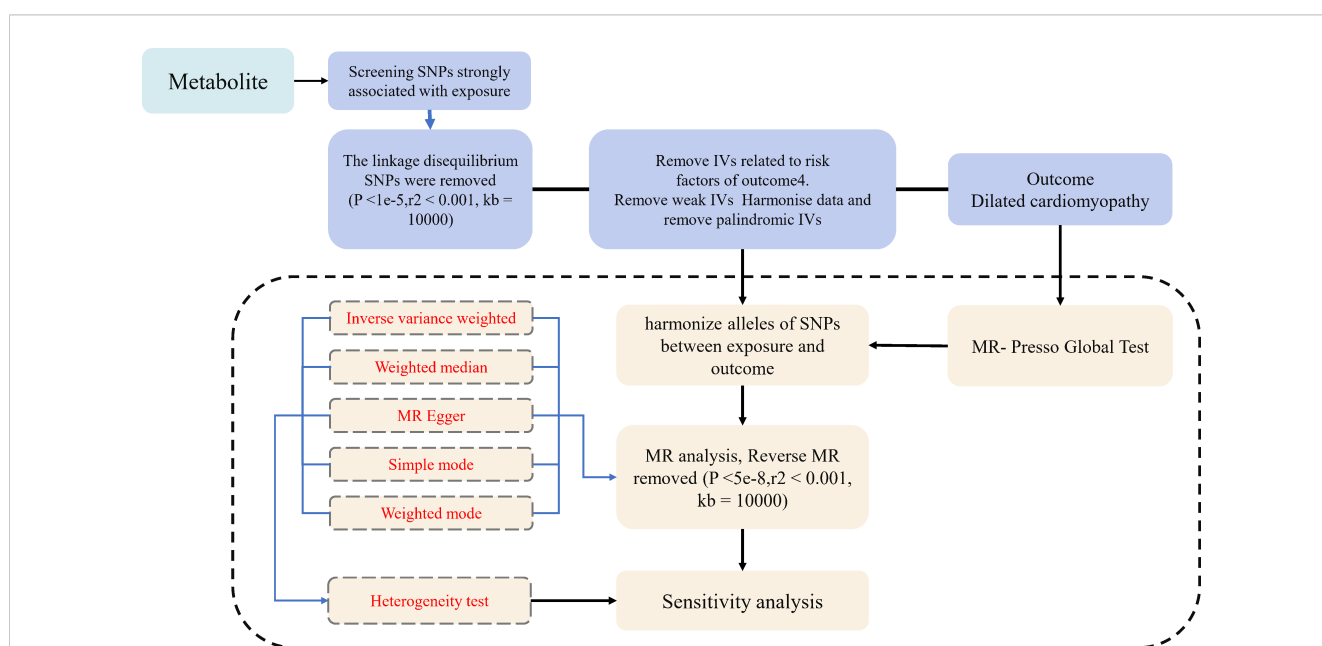 Metabolite
Screening SNPs strongly
associated with exposure
The linkage disequilibrium
SNPs were removed
(P <1e-5,r2 < 0.001, kb =
10000)
Remove IVs related to risk
factors of outcome4.
Remove weak IVs  Harmonise data and
remove palindromic IVs
Outcome
Dilated cardiomyopathy
Inverse variance weighted
Weighted median
MR Egger
Simple mode
Weighted mode
Heterogeneity test
harmonize alleles of SNPs
between exposure and
outcome
MR- Presso Global Test
MR analysis, Reverse MR
removed (P <5e-8,r2 < 0.001,
kb = 10000)
Sensitivity analysis